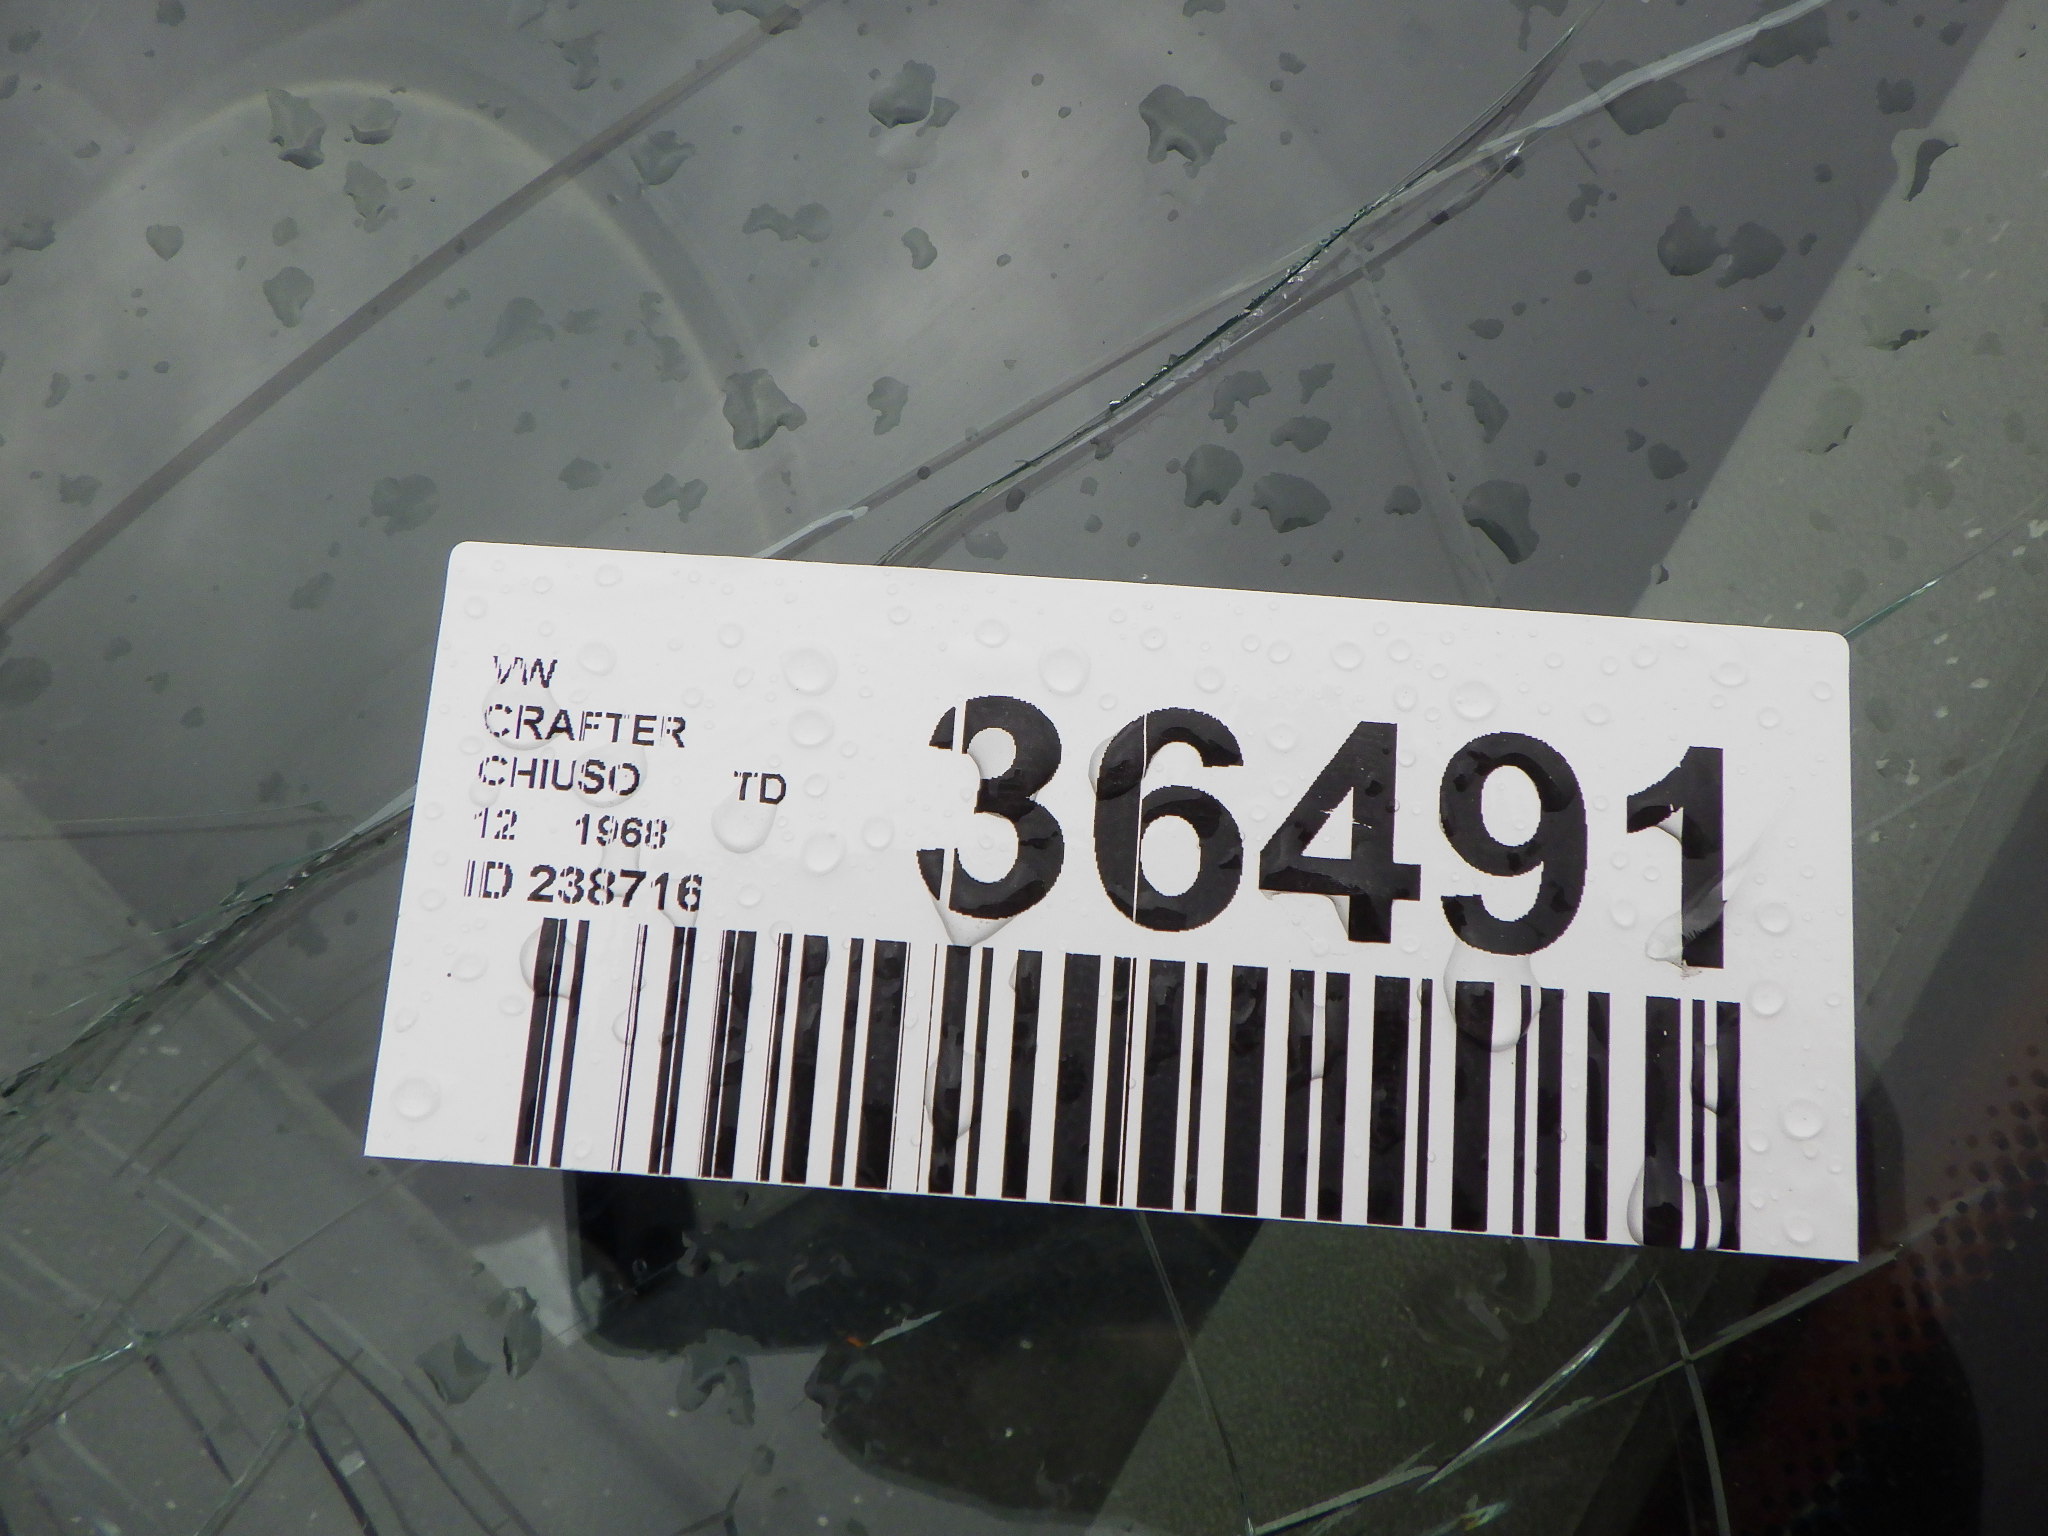 VW
CRAFTER
CHIUSO TD
12 1968
ID 238716
36491